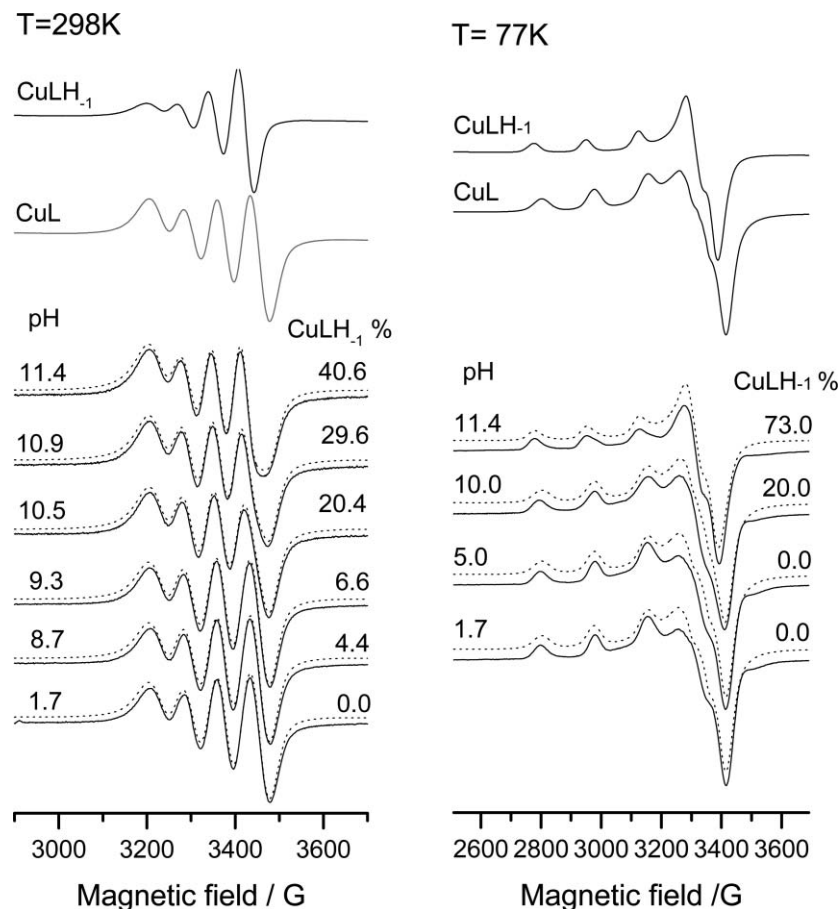 T=298K
CuLH-1
CuL
pH CuLH-1 %
11.4 40.6
10.9 29.6
10.5 20.4
9.3 6.6
8.7 4.4
1.7 0.0
3000 3200 3400 3600
Magnetic field / G
T= 77K
CuLH-1
CuL
pH CuLH-1 %
11.4 73.0
10.0 20.0
5.0 0.0
1.7 0.0
2600 2800 3000 3200 3400 3600
Magnetic field /G